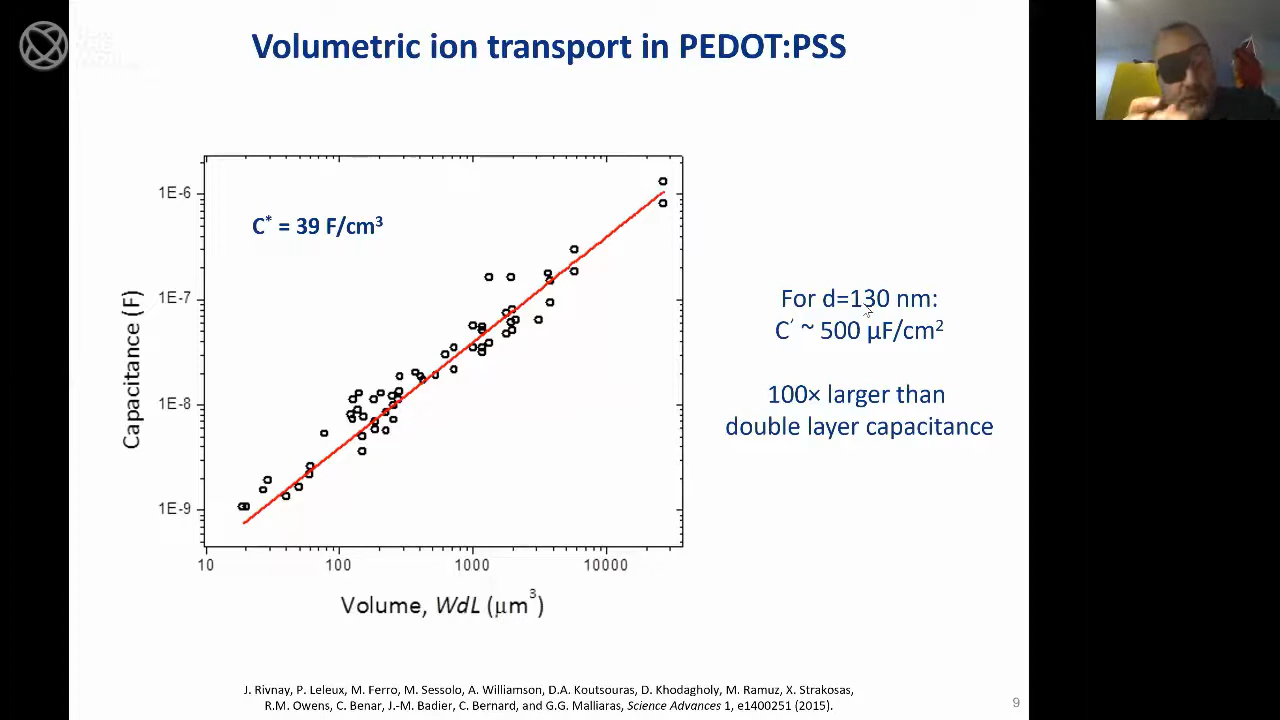 Volumetric ion transport in PEDOT:PSS
C* = 39 F/cm³
1E-6
1E-7
1E-8
1E-9
Capacitance (F)
10
100
1000
10000
Volume, WdL (µm³)
For d=130 nm:
C′ ~ 500 µF/cm²
100× larger than
double layer capacitance
J. Rivnay, P. Leleux, M. Ferro, M. Sessolo, A. Williamson, D.A. Koutsouras, D. Khodagholy, M. Ramuz, X. Strakosas,
R.M. Owens, C. Benar, J.-M. Badier, C. Bernard, and G.G. Malliaras, Science Advances 1, e1400251 (2015).
9